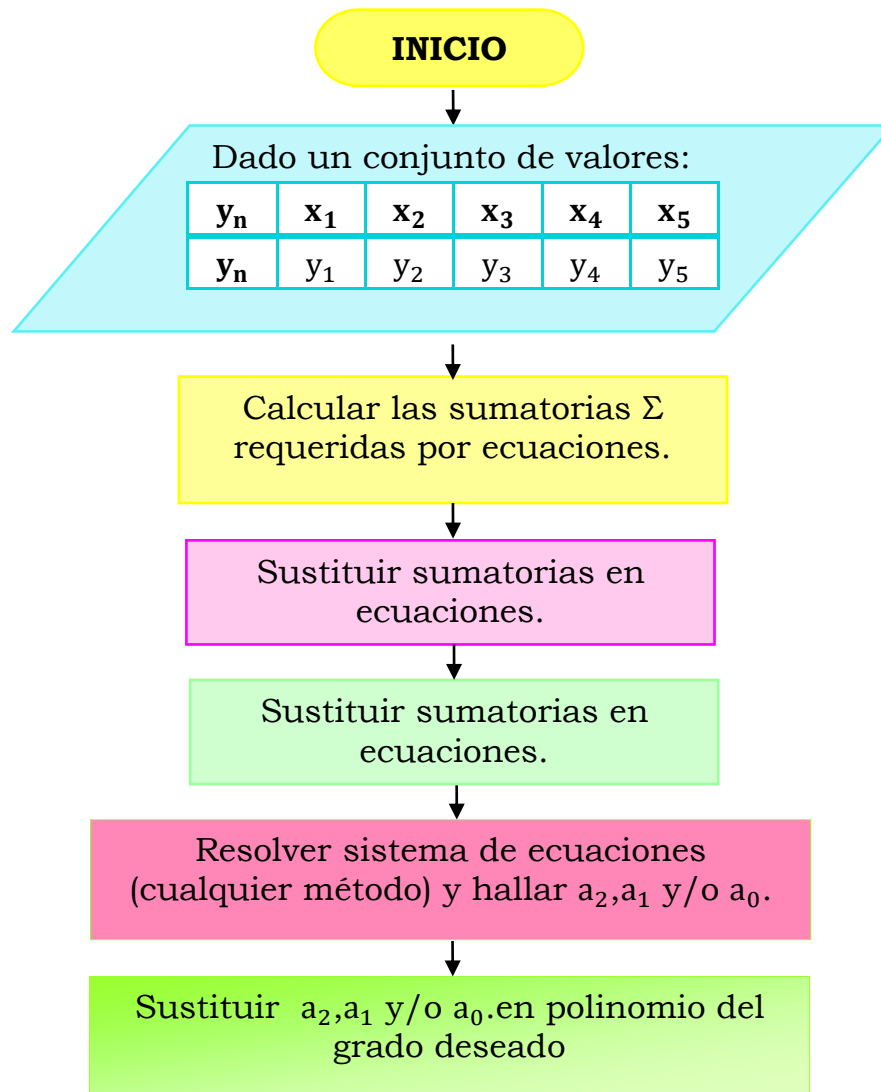 INICIO
Dado un conjunto de valores:
yₙ x₁ x₂ x₃ x₄ x₅
yₙ y₁ y₂ y₃ y₄ y₅
Calcular las sumatorias Σ
requeridas por ecuaciones.
Sustituir sumatorias en
ecuaciones.
Sustituir sumatorias en
ecuaciones.
Resolver sistema de ecuaciones
(cualquier método) y hallar a₂,a₁ y/o a₀.
Sustituir a₂,a₁ y/o a₀.en polinomio del
grado deseado